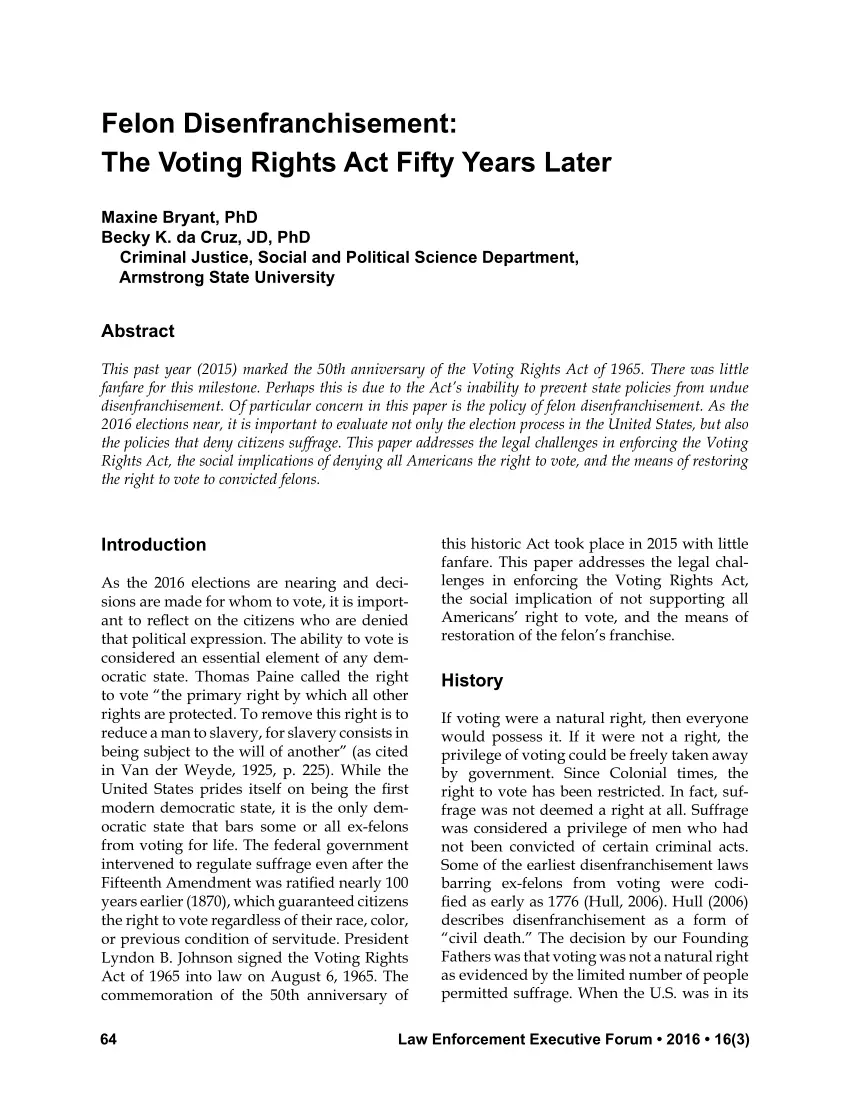 Felon Disenfranchisement:
The Voting Rights Act Fifty Years Later
Maxine Bryant, PhD
Becky K. da Cruz, JD, PhD
Criminal Justice, Social and Political Science Department,
Armstrong State University
Abstract
This past year (2015) marked the 50th anniversary of the Voting Rights Act of 1965. There was little
fanfare for this milestone. Perhaps this is due to the Act's inability to prevent state policies from undue
disenfranchisement. Of particular concern in this paper is the policy of felon disenfranchisement. As the
2016 elections near, it is important to evaluate not only the election process in the United States, but also
the policies that deny citizens suffrage. This paper addresses the legal challenges in enforcing the Voting
Rights Act, the social implications of denying all Americans the right to vote, and the means of restoring
the right to vote to convicted felons.
Introduction
As the 2016 elections are nearing and deci-
sions are made for whom to vote, it is import-
ant to reflect on the citizens who are denied
that political expression. The ability to vote is
considered an essential element of any dem-
ocratic state. Thomas Paine called the right
to vote “the primary right by which all other
rights are protected. To remove this right is to
reduce a man to slavery, for slavery consists in
being subject to the will of another” (as cited
in Van der Weyde, 1925, p. 225). While the
United States prides itself on being the first
modern democratic state, it is the only dem-
ocratic state that bars some or all ex-felons
from voting for life. The federal government
intervened to regulate suffrage even after the
Fifteenth Amendment was ratified nearly 100
years earlier (1870), which guaranteed citizens
the right to vote regardless of their race, color,
or previous condition of servitude. President
Lyndon B. Johnson signed the Voting Rights
Act of 1965 into law on August 6, 1965. The
commemoration of the 50th anniversary of
this historic Act took place in 2015 with little
fanfare. This paper addresses the legal chal-
lenges in enforcing the Voting Rights Act,
the social implication of not supporting all
Americans' right to vote, and the means of
restoration of the felon's franchise.
History
If voting were a natural right, then everyone
would possess it. If it were not a right, the
privilege of voting could be freely taken away
by government. Since Colonial times, the
right to vote has been restricted. In fact, suf-
frage was not deemed a right at all. Suffrage
was considered a privilege of men who had
not been convicted of certain criminal acts.
Some of the earliest disenfranchisement laws
barring ex-felons from voting were codi-
fied as early as 1776 (Hull, 2006). Hull (2006)
describes disenfranchisement as a form of
“civil death.” The decision by our Founding
Fathers was that voting was not a natural right
as evidenced by the limited number of people
permitted suffrage. When the U.S. was in its
64
Law Enforcement Executive Forum • 2016 • 16(3)